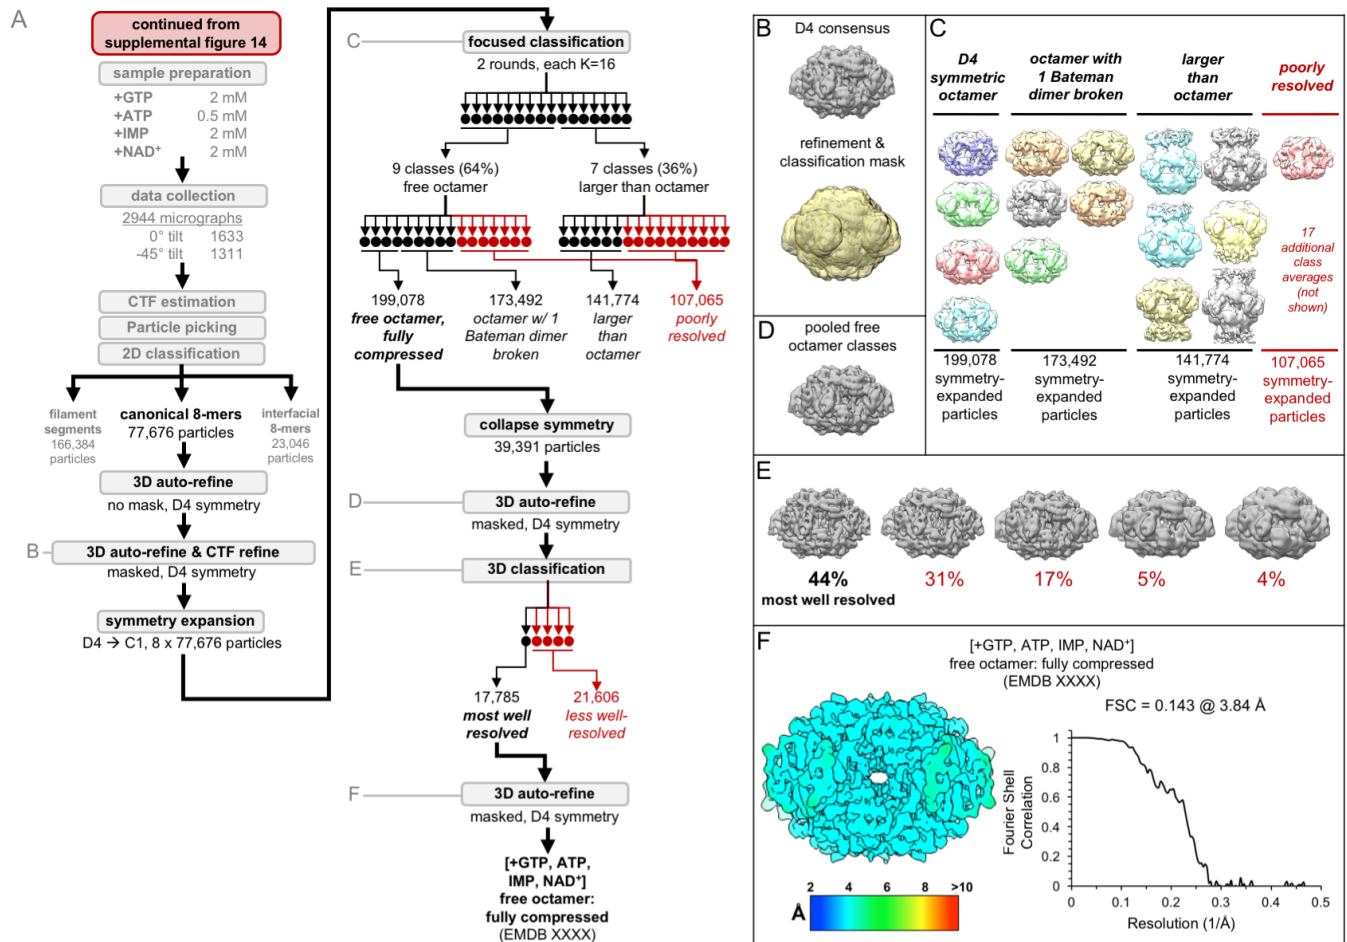 A
continued from
supplemental figure 14
sample preparation
+GTP 2 mM
+ATP 0.5 mM
+IMP 2 mM
+NAD⁺ 2 mM
data collection
2944 micrographs
0° tilt 1633
-45° tilt 1311
CTF estimation
Particle picking
2D classification
filament
segments
166,384
particles
canonical 8-mers
77,676 particles
interfacial
8-mers
23,046
particles
3D auto-refine
no mask, D4 symmetry
B
3D auto-refine & CTF refine
masked, D4 symmetry
symmetry expansion
D4 → C1, 8 x 77,676 particles
C
focused classification
2 rounds, each K=16
9 classes (64%)
free octamer
7 classes (36%)
larger than octamer
199,078
free octamer,
fully
compressed
173,492
octamer w/ 1
Bateman dimer
broken
141,774
larger
than
octamer
107,065
poorly
resolved
collapse symmetry
39,391 particles
D
3D auto-refine
masked, D4 symmetry
E
3D classification
17,785
most well
resolved
21,606
less well-
resolved
F
3D auto-refine
masked, D4 symmetry
[+GTP, ATP,
IMP, NAD⁺]
free octamer:
fully compressed
(EMDB XXXX)
B
D4 consensus
refinement &
classification mask
C
D4
symmetric
octamer
octamer with
1 Bateman
dimer broken
larger
than
octamer
poorly
resolved
17
additional
class
averages
(not
shown)
199,078
symmetry-
expanded
particles
173,492
symmetry-
expanded
particles
141,774
symmetry-
expanded
particles
107,065
symmetry-
expanded
particles
D
pooled free
octamer classes
E
44%
most well resolved
31%
17%
5%
4%
F
[+GTP, ATP, IMP, NAD⁺]
free octamer: fully compressed
(EMDB XXXX)
FSC = 0.143 @ 3.84 Å
2 4 6 8 >10
Å
Fourier Shell
Correlation
1
0.8
0.6
0.4
0.2
0
0 0.1 0.2 0.3 0.4 0.5
Resolution (1/Å)